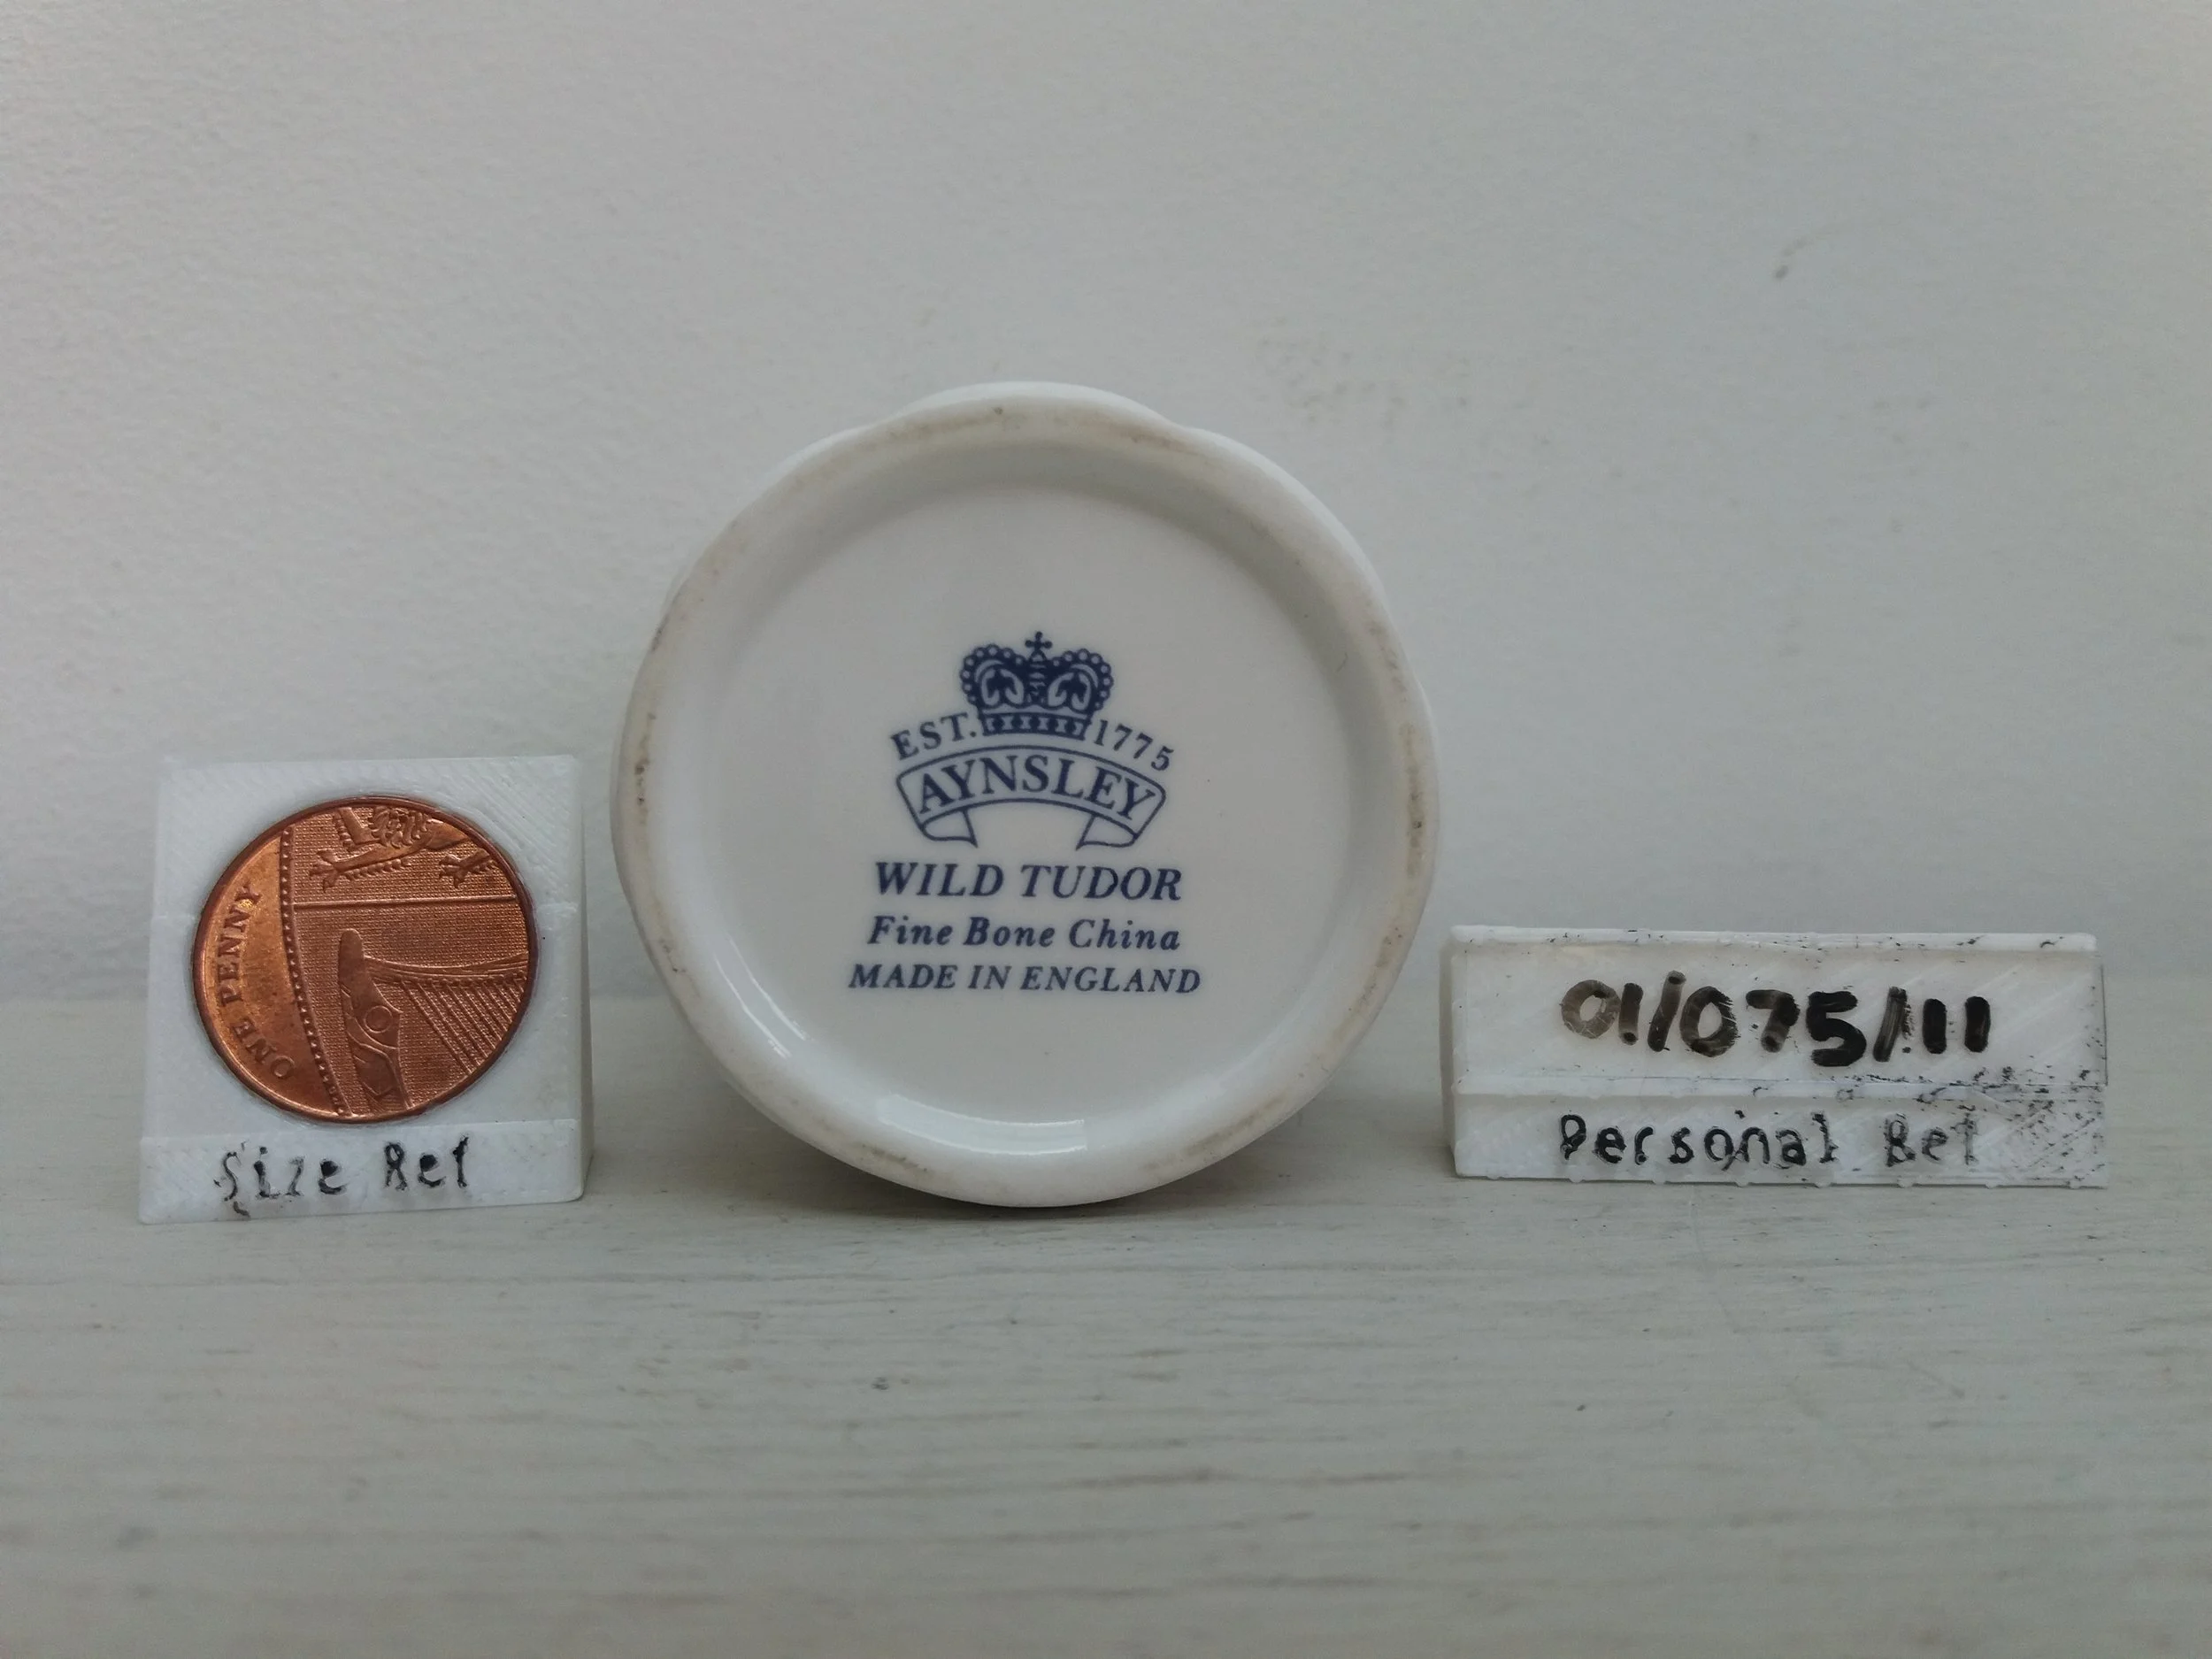 ONE PENNY
Size Ref
EST. 1775
AYNSLEY
WILD TUDOR
Fine Bone China
MADE IN ENGLAND
01/075/11
Personal Ref